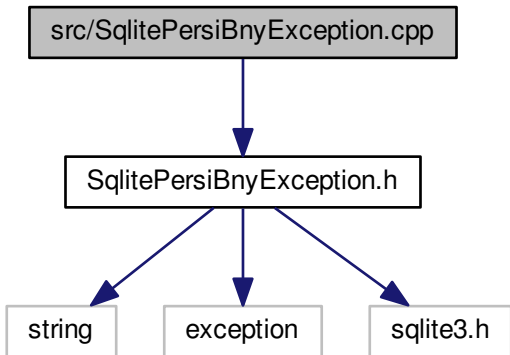 src/SqlitePersiBnyException.cpp
SqlitePersiBnyException.h
string
exception
sqlite3.h